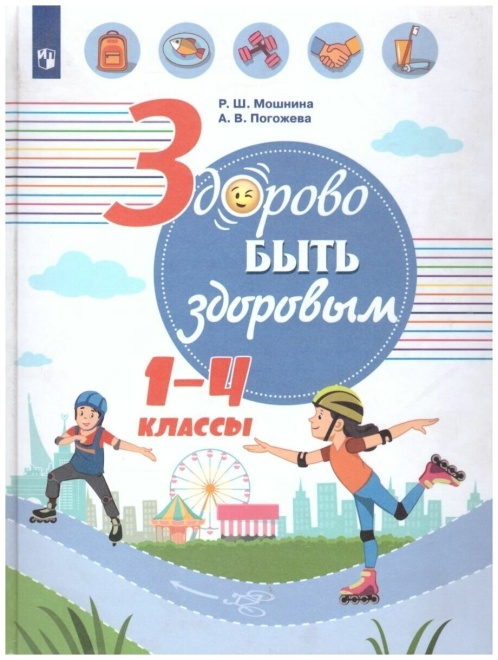 Р. Ш. Мошнина
А. В. Погожева
Здорово
БЫТЬ
здоровым
1–4
КЛАССЫ